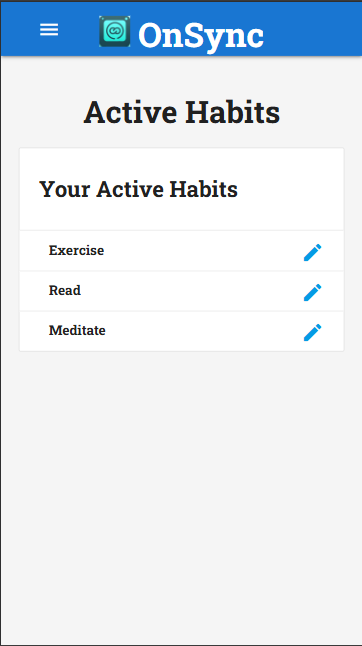 OnSync
Active Habits
Your Active Habits
Exercise
Read
Meditate